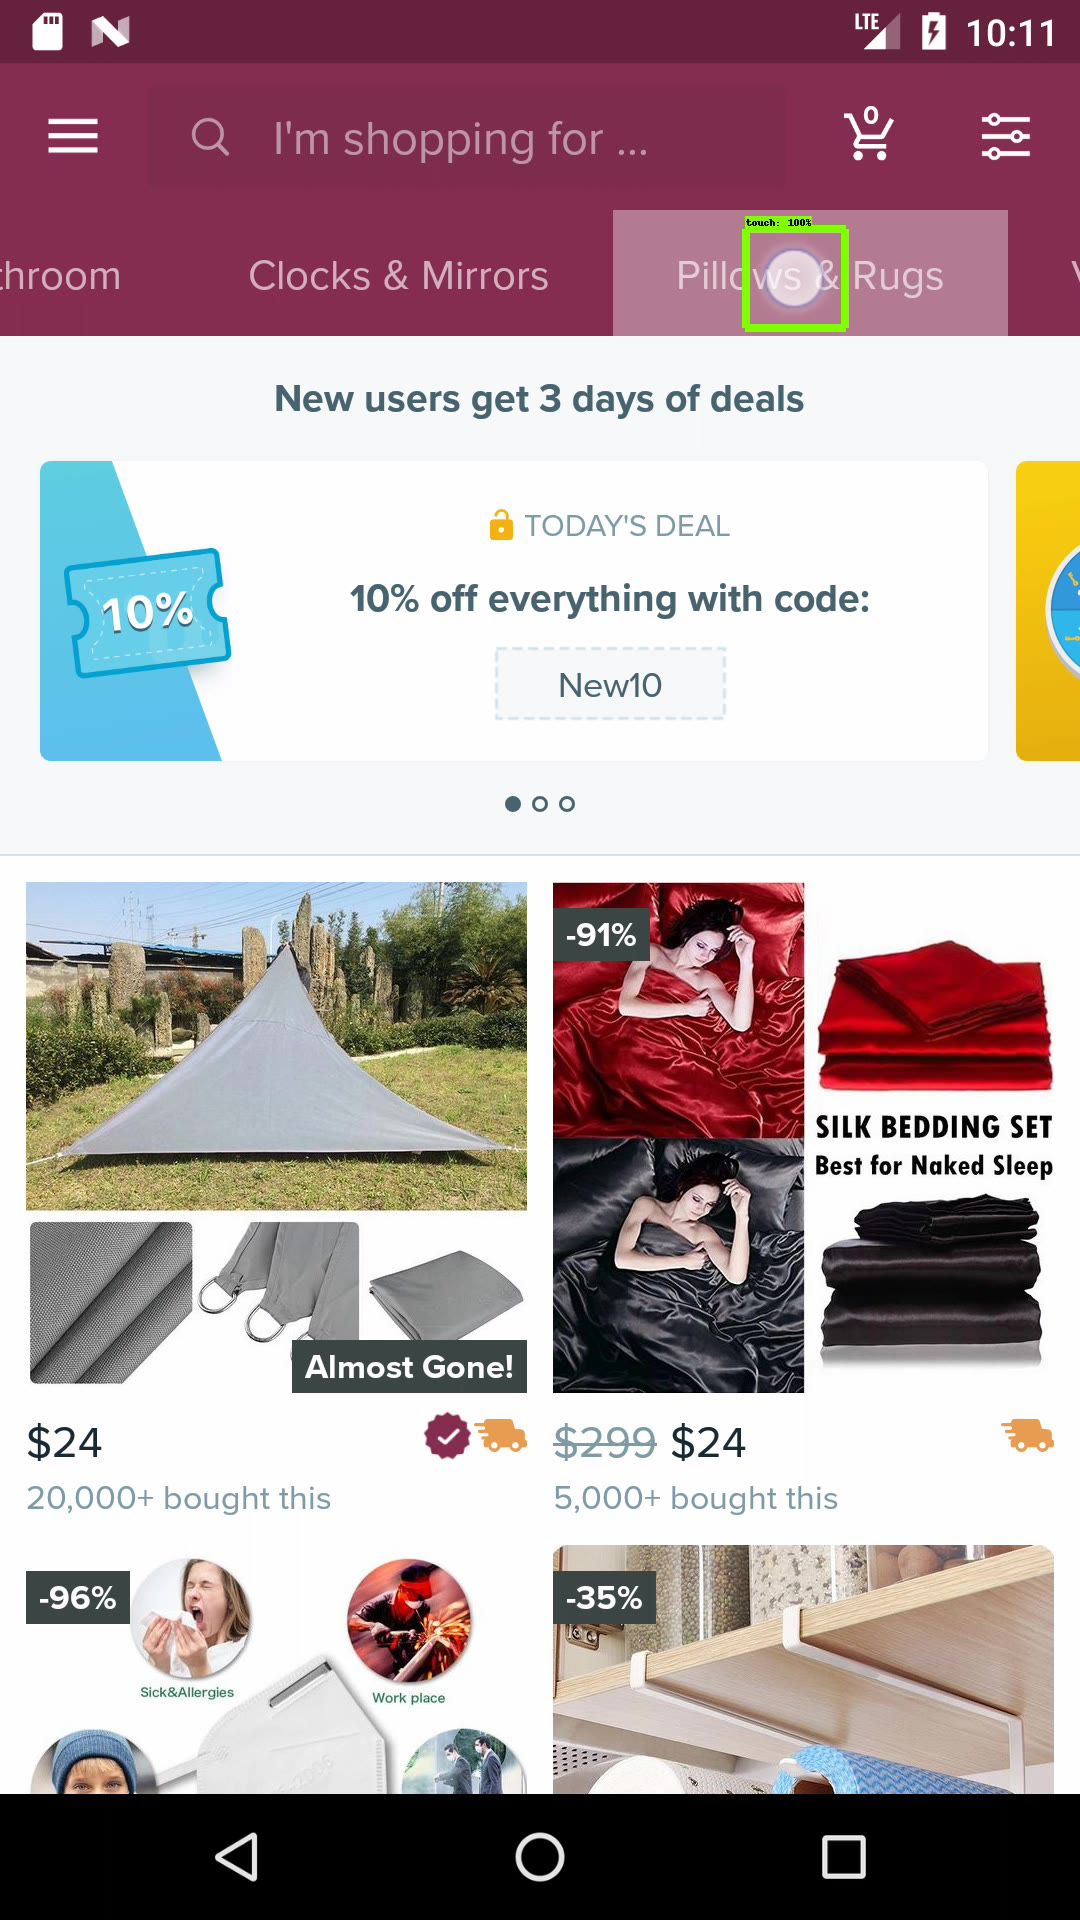 LTE 10:11
I'm shopping for ...
0
throom
Clocks & Mirrors
Pillows & Rugs
touch: 100%
New users get 3 days of deals
TODAY'S DEAL
10%
10% off everything with code:
New10
-91%
SILK BEDDING SET
Best for Naked Sleep
Almost Gone!
$24
$299 $24
20,000+ bought this
5,000+ bought this
-96%
-35%
Sick&Allergies
Work place